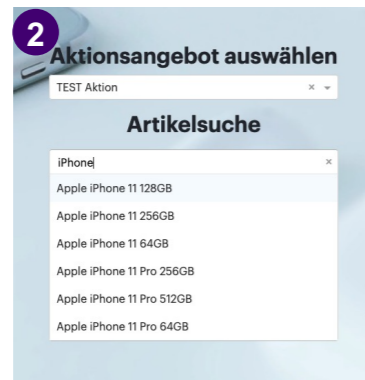 2
Aktionsangebot auswählen
TEST Aktion
Artikelsuche
iPhone
Apple iPhone 11 128GB
Apple iPhone 11 256GB
Apple iPhone 11 64GB
Apple iPhone 11 Pro 256GB
Apple iPhone 11 Pro 512GB
Apple iPhone 11 Pro 64GB